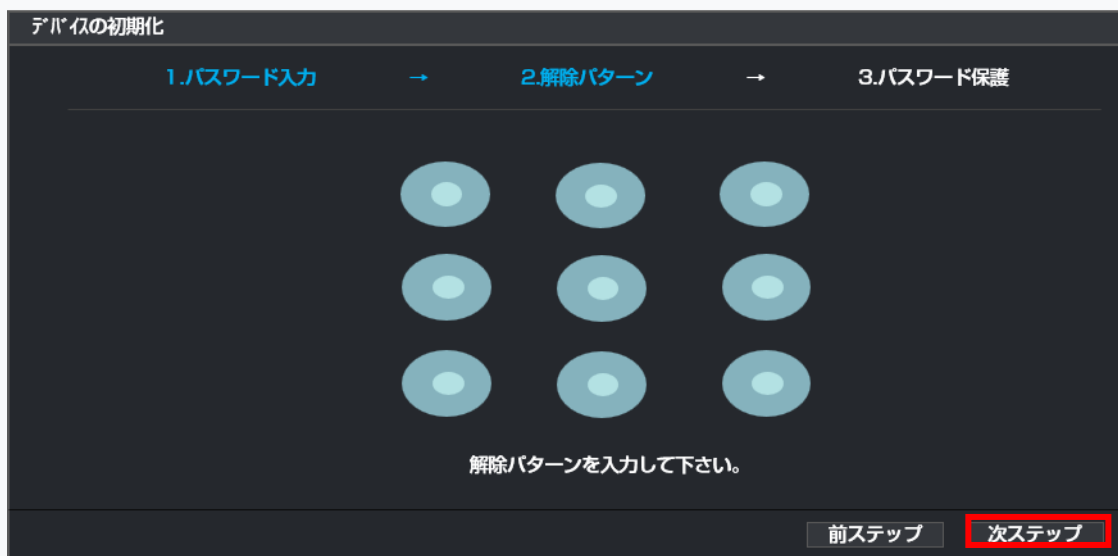 デバイスの初期化
1.パスワード入力 → 2.解除パターン → 3.パスワード保護
解除パターンを入力して下さい。
前ステップ 次ステップ